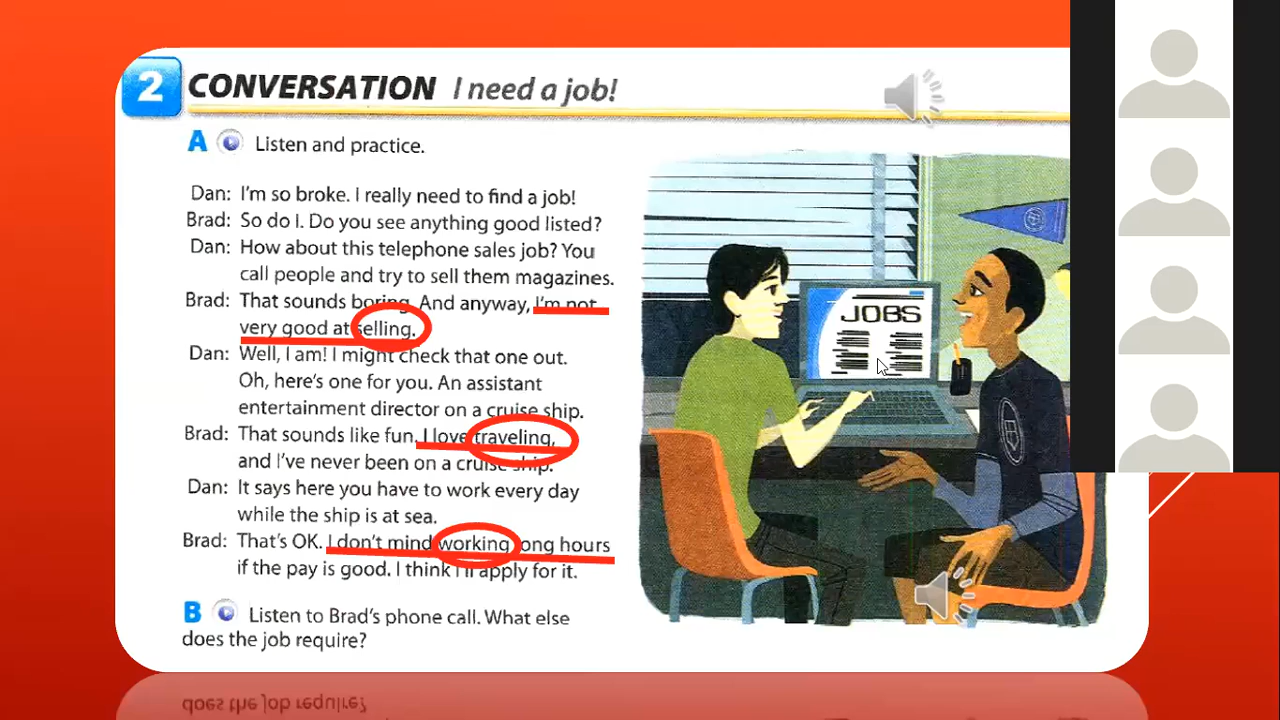 2 CONVERSATION I need a job!
A Listen and practice.
Dan: I'm so broke. I really need to find a job!
Brad: So do I. Do you see anything good listed?
Dan: How about this telephone sales job? You
call people and try to sell them magazines.
Brad: That sounds boring. And anyway, I'm not
very good at selling.
Dan: Well, I am! I might check that one out.
Oh, here's one for you. An assistant
entertainment director on a cruise ship.
Brad: That sounds like fun. I love traveling,
and I've never been on a cruise ship.
Dan: It says here you have to work every day
while the ship is at sea.
Brad: That's OK. I don't mind working long hours
if the pay is good. I think I'll apply for it.
B Listen to Brad's phone call. What else
does the job require?
JOBS
does the job require?